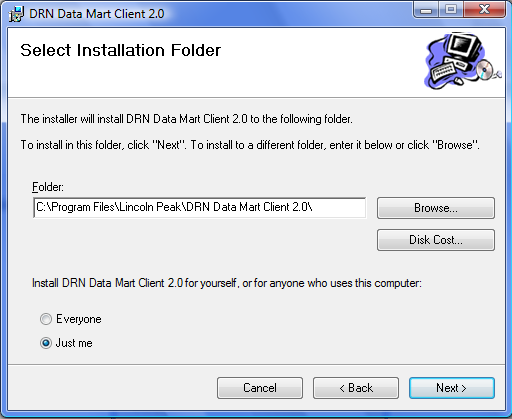 DRN Data Mart Client 2.0
Select Installation Folder
The installer will install DRN Data Mart Client 2.0 to the following folder.
To install in this folder, click "Next". To install to a different folder, enter it below or click "Browse".
Folder:
C:\Program Files\Lincoln Peak\DRN Data Mart Client 2.0\
Browse...
Disk Cost...
Install DRN Data Mart Client 2.0 for yourself, or for anyone who uses this computer:
Everyone
Just me
Cancel
< Back
Next >